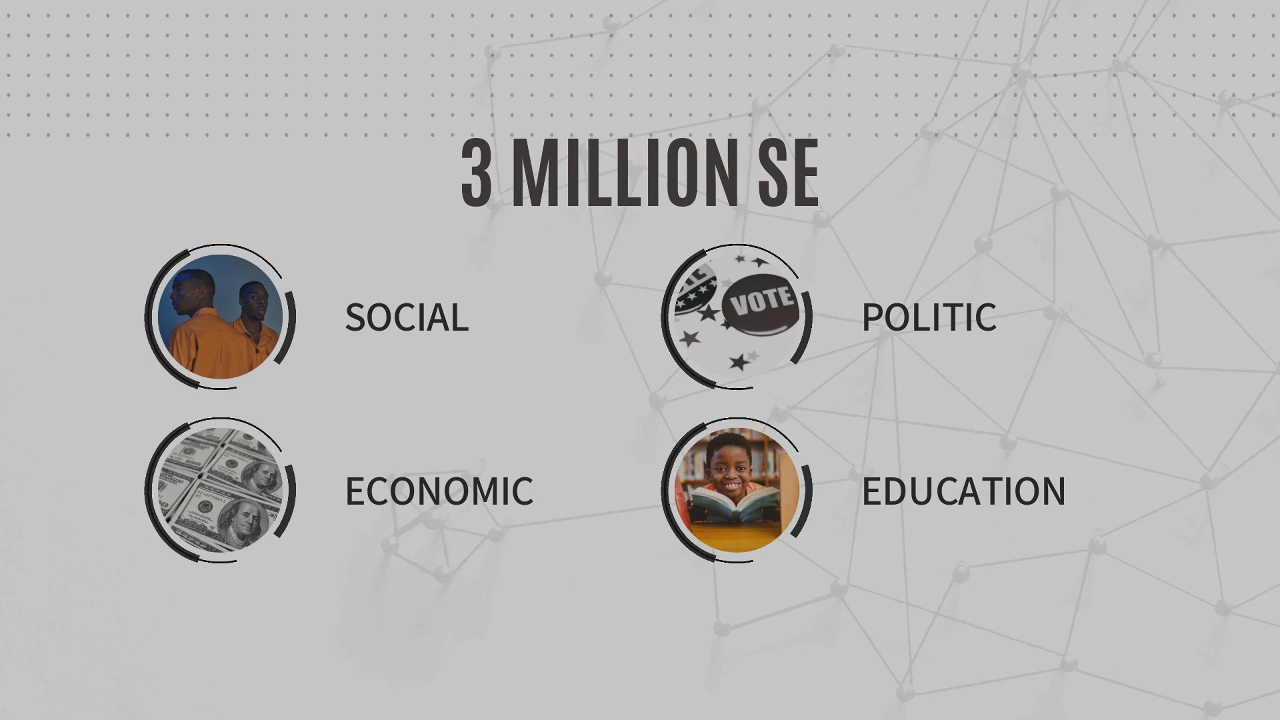 3 MILLION SE
SOCIAL
POLITIC
VOTE
ECONOMIC
EDUCATION